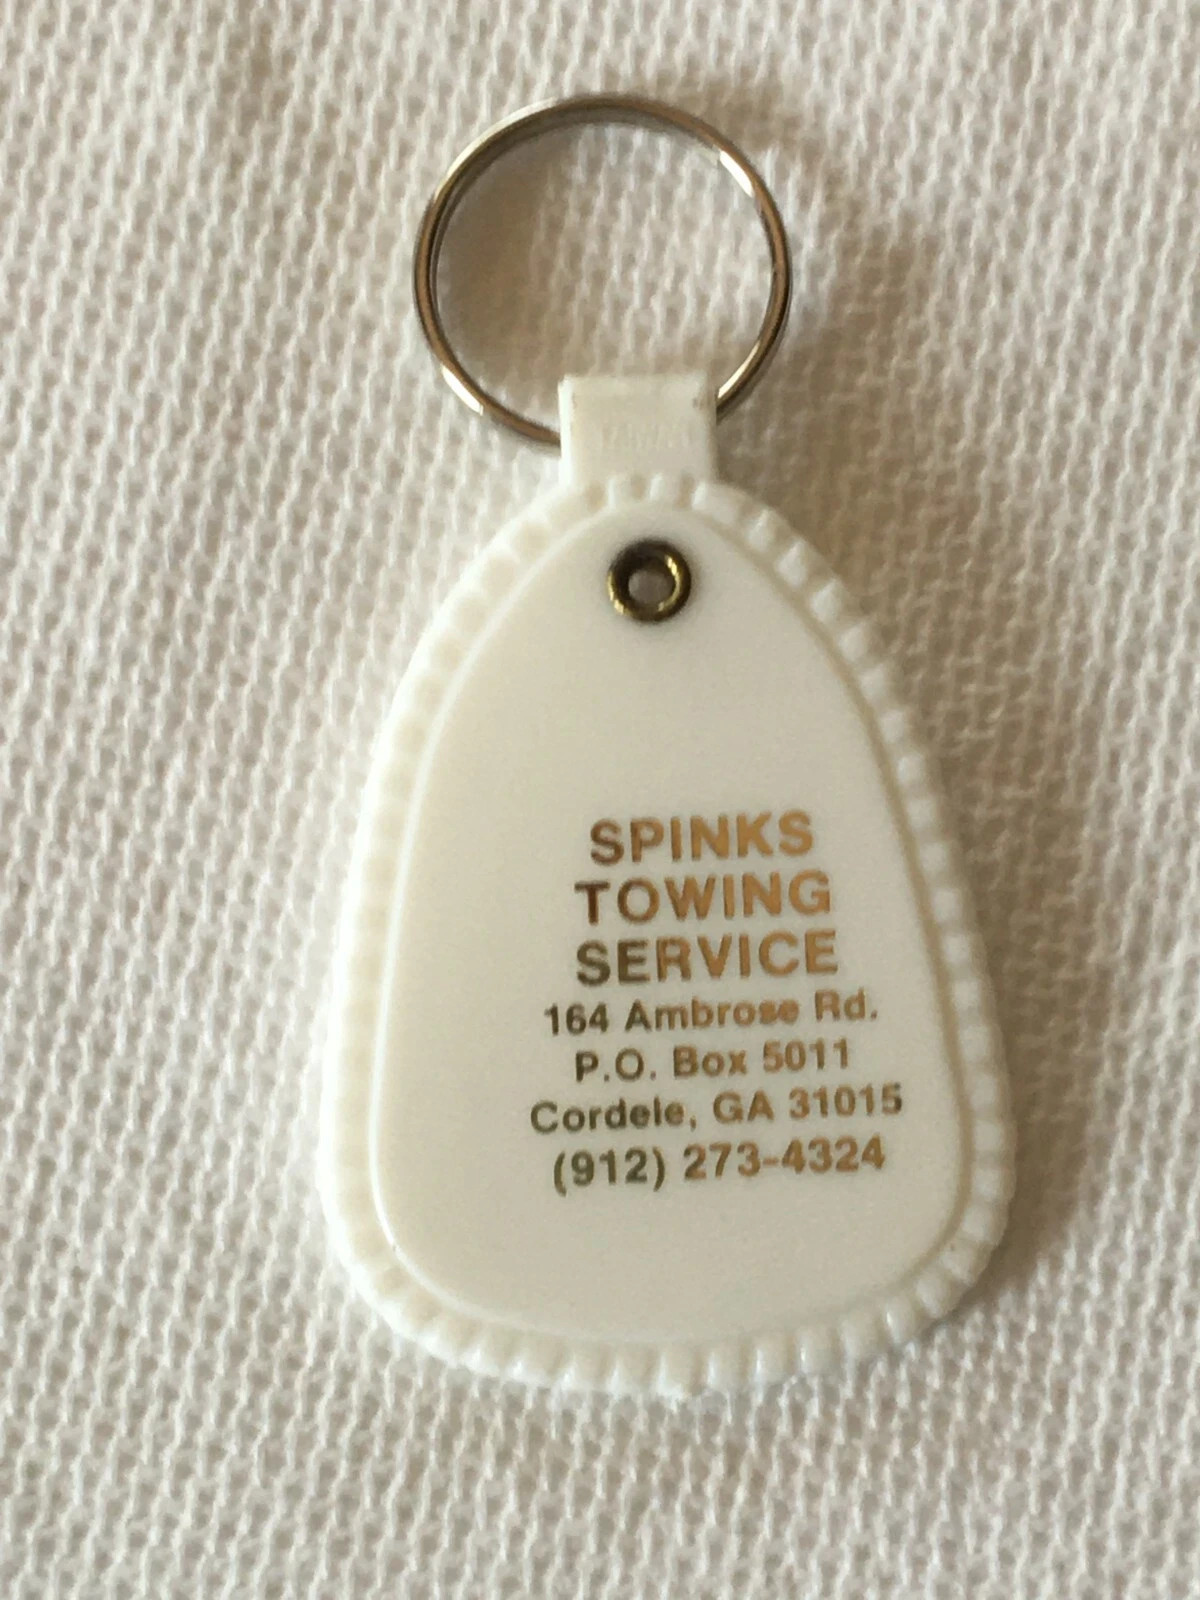 SPINKS
TOWING
SERVICE
164 Ambrose Rd.
P.O. Box 5011
Cordele, GA 31015
(912) 273-4324